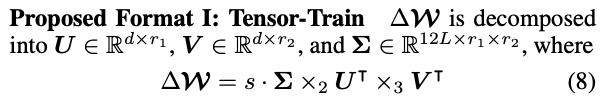 Proposed Format I: Tensor-Train Δ𝓦 is decomposed
into U ∈ ℝ^{d×r₁}, V ∈ ℝ^{d×r₂}, and Σ ∈ ℝ^{12L×r₁×r₂}, where
Δ𝓦 = s · Σ ×₂ U^⊤ ×₃ V^⊤ (8)